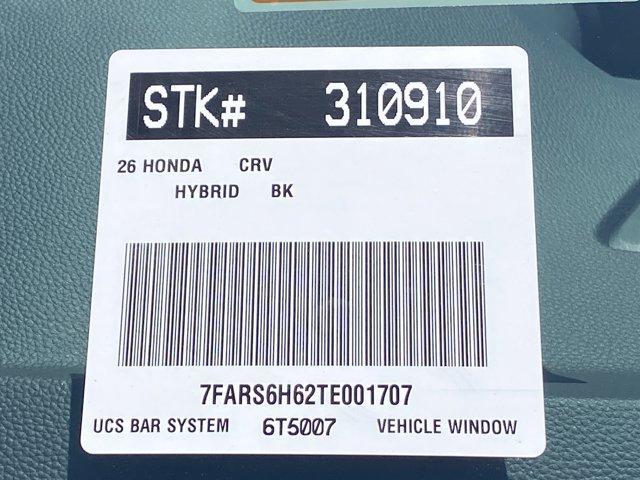 STK# 310910
26 HONDA CRV
HYBRID BK
7FARS6H62TE001707
UCS BAR SYSTEM 6T5007 VEHICLE WINDOW